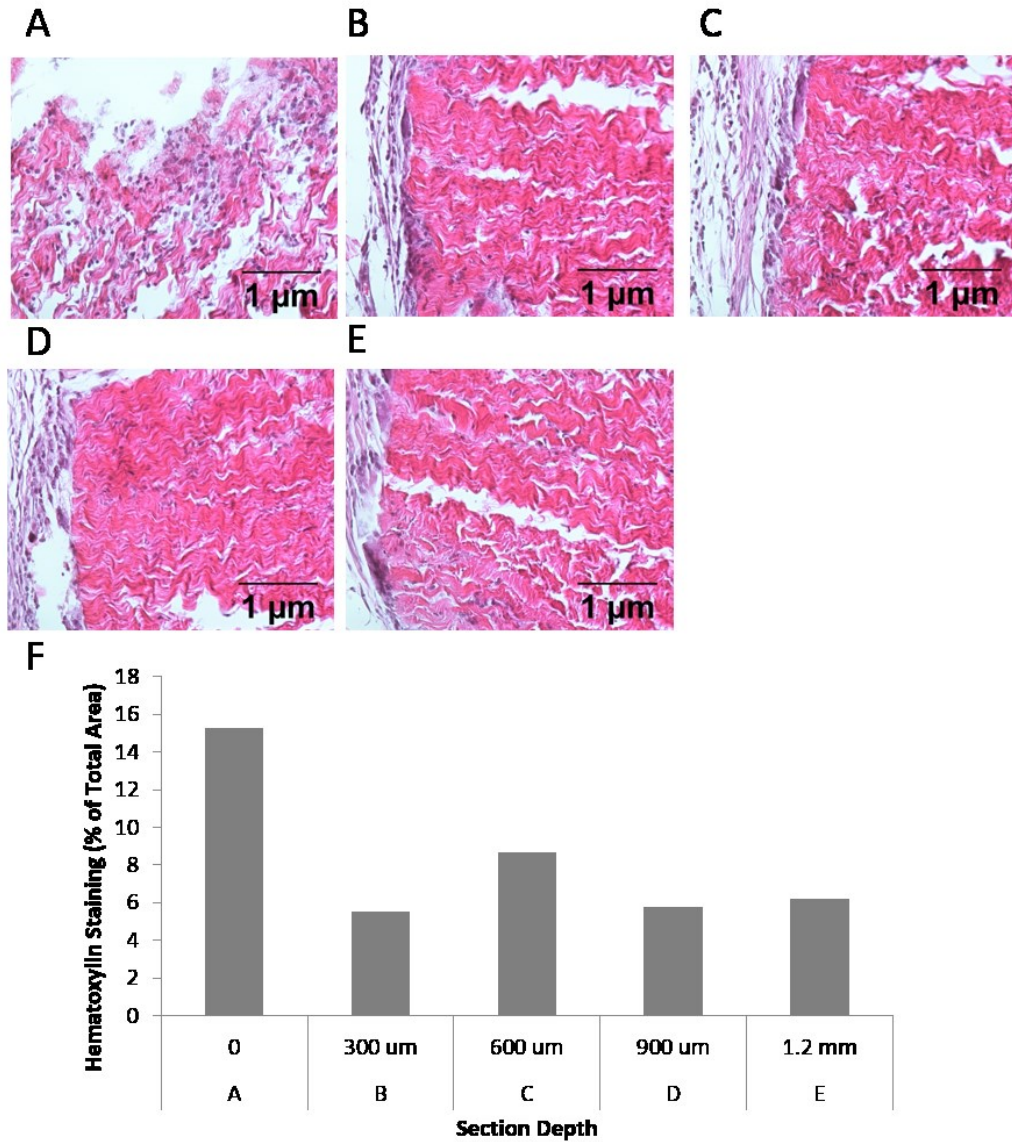 A
B
C
1 µm
1 µm
1 µm
D
E
1 µm
1 µm
F
Hematoxylin Staining (% of Total Area)
18
16
14
12
10
8
6
4
2
0
0
300 um
600 um
900 um
1.2 mm
A
B
C
D
E
Section Depth